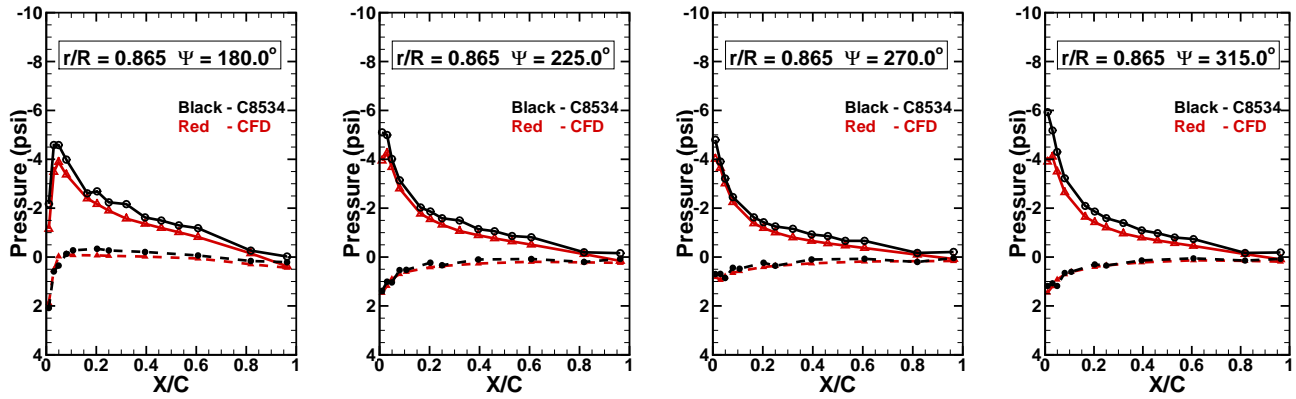 r/R = 0.865 Ψ = 180.0°
Black - C8534
Red - CFD
Pressure (psi)
-10
-8
-6
-4
-2
0
2
4
0 0.2 0.4 0.6 0.8 1
X/C
r/R = 0.865 Ψ = 225.0°
Black - C8534
Red - CFD
Pressure (psi)
-10
-8
-6
-4
-2
0
2
4
0 0.2 0.4 0.6 0.8 1
X/C
r/R = 0.865 Ψ = 270.0°
Black - C8534
Red - CFD
Pressure (psi)
-10
-8
-6
-4
-2
0
2
4
0 0.2 0.4 0.6 0.8 1
X/C
r/R = 0.865 Ψ = 315.0°
Black - C8534
Red - CFD
Pressure (psi)
-10
-8
-6
-4
-2
0
2
4
0 0.2 0.4 0.6 0.8 1
X/C